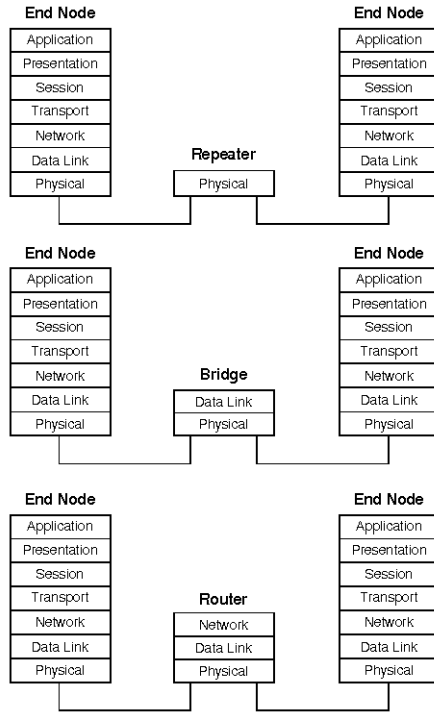 End Node
Application
Presentation
Session
Transport
Network
Data Link
Physical
Repeater
Physical
End Node
Application
Presentation
Session
Transport
Network
Data Link
Physical
End Node
Application
Presentation
Session
Transport
Network
Data Link
Physical
Bridge
Data Link
Physical
End Node
Application
Presentation
Session
Transport
Network
Data Link
Physical
End Node
Application
Presentation
Session
Transport
Network
Data Link
Physical
Router
Network
Data Link
Physical
End Node
Application
Presentation
Session
Transport
Network
Data Link
Physical